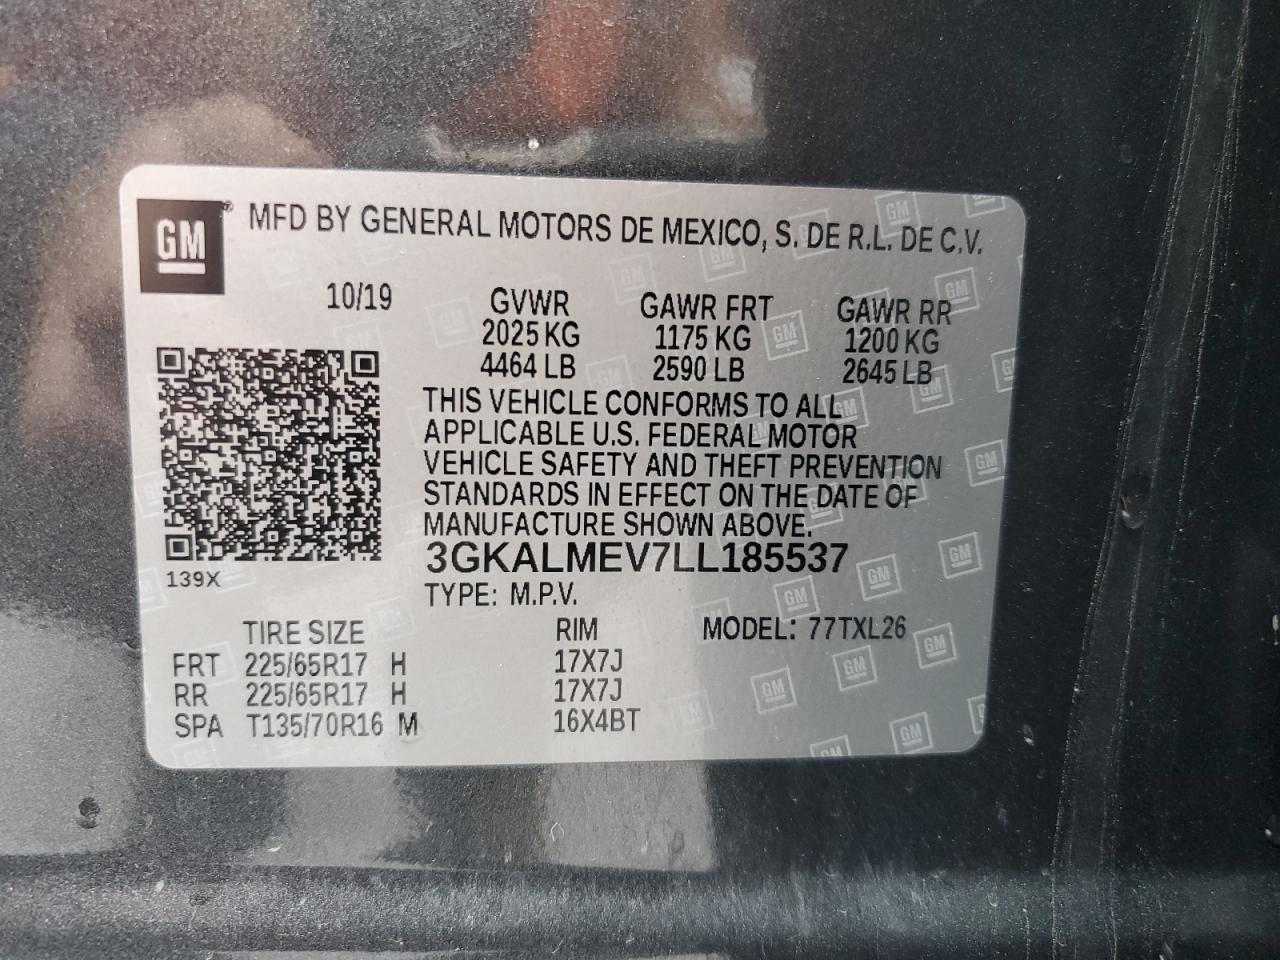 GM® MFD BY GENERAL MOTORS DE MEXICO, S. DE R.L. DE C.V.
10/19
GVWR GAWR FRT GAWR RR
2025 KG 1175 KG 1200 KG
4464 LB 2590 LB 2645 LB
THIS VEHICLE CONFORMS TO ALL
APPLICABLE U.S. FEDERAL MOTOR
VEHICLE SAFETY AND THEFT PREVENTION
STANDARDS IN EFFECT ON THE DATE OF
MANUFACTURE SHOWN ABOVE.
3GKALMEV7LL185537
139X
TYPE: M.P.V.
TIRE SIZE RIM MODEL: 77TXL26
FRT 225/65R17 H 17X7J
RR 225/65R17 H 17X7J
SPA T135/70R16 M 16X4BT